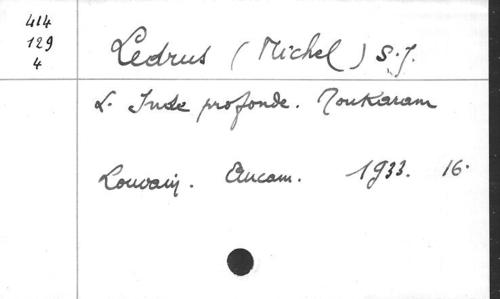 414
129
4
Ledrus (Michel) S.J.
L'Inde profonde. Toukaram
Louvain. Aucam. 1933. 16.